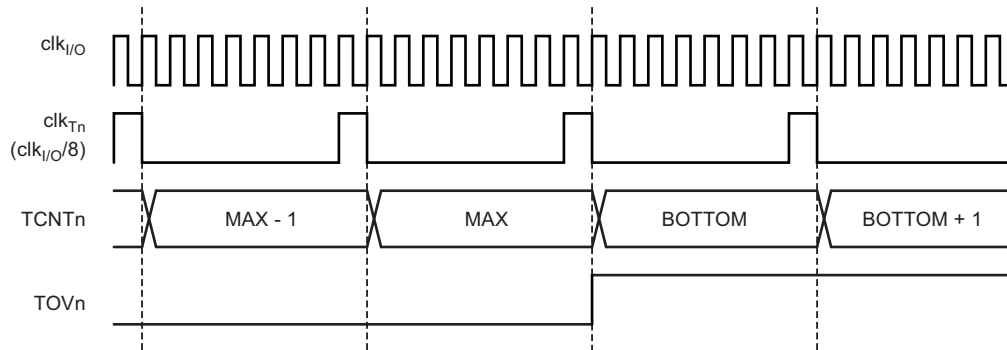 clkI/O
clkTn
(clkI/O/8)
TCNTn MAX - 1 MAX BOTTOM BOTTOM + 1
TOVn